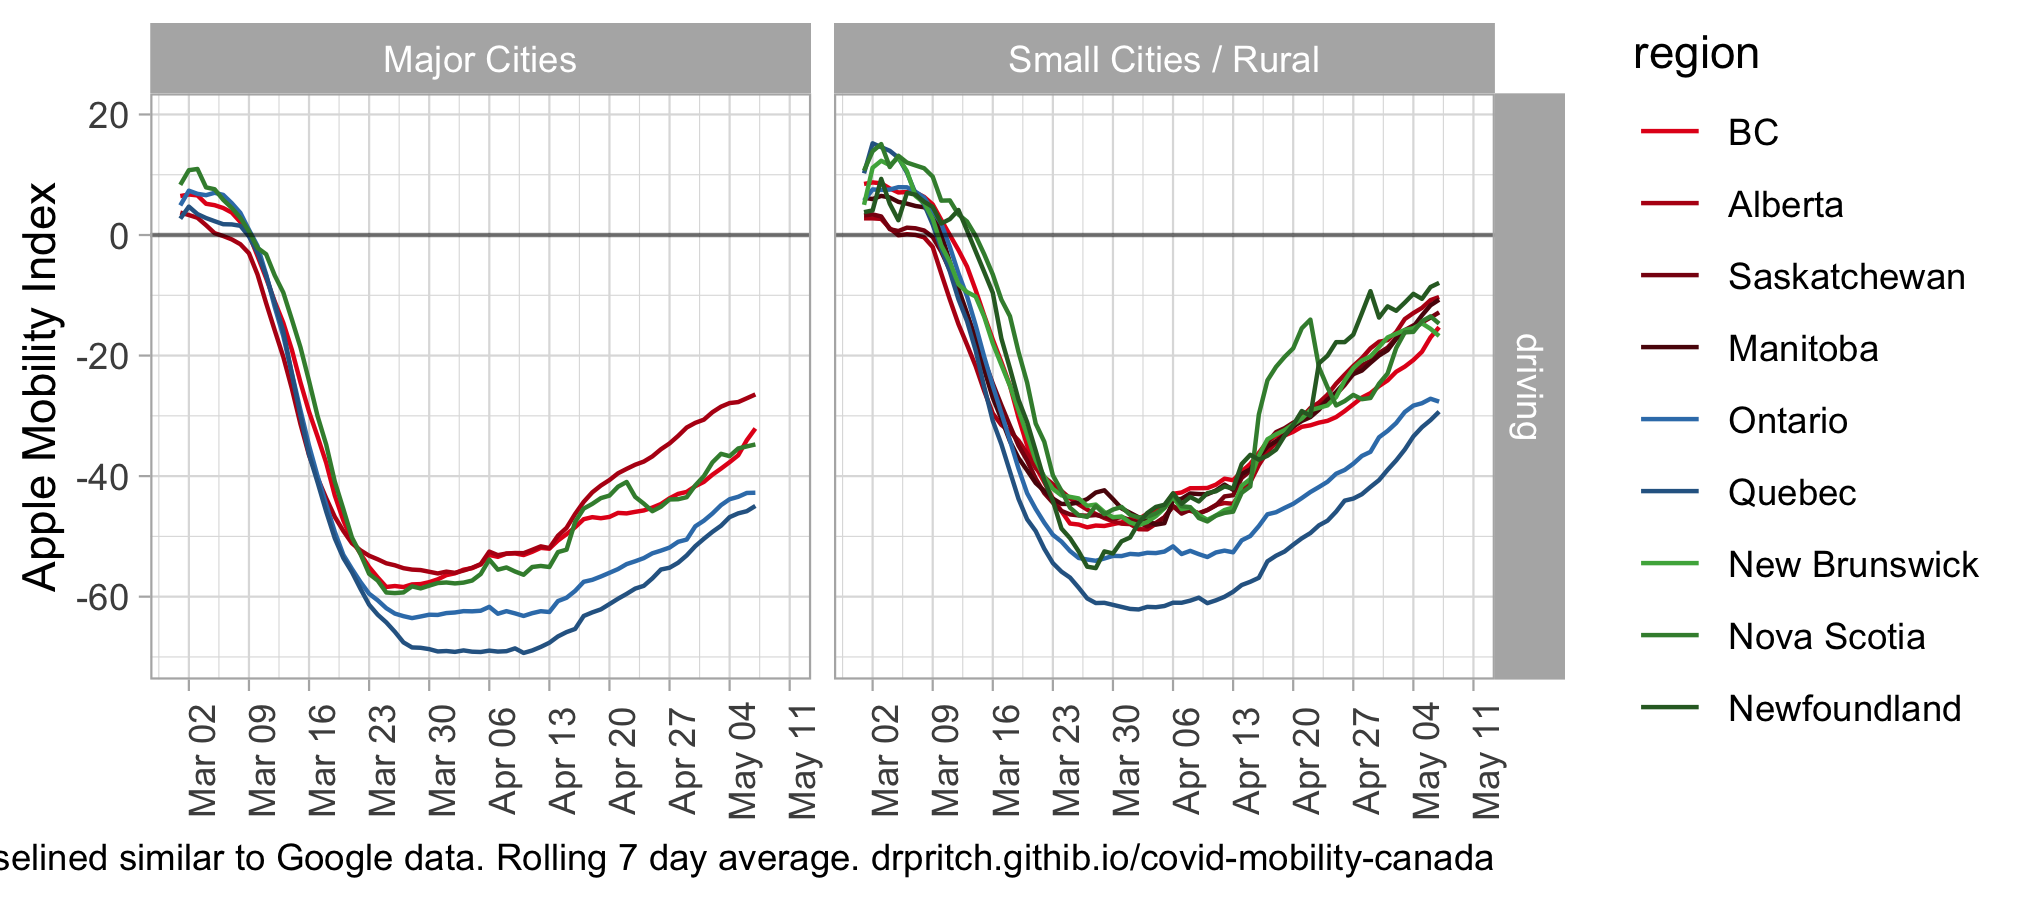 Major Cities
Small Cities / Rural
region
BC
Alberta
Saskatchewan
Manitoba
Ontario
Quebec
New Brunswick
Nova Scotia
Newfoundland
Apple Mobility Index
20
0
-20
-40
-60
driving
Mar 02
Mar 09
Mar 16
Mar 23
Mar 30
Apr 06
Apr 13
Apr 20
Apr 27
May 04
May 11
Mar 02
Mar 09
Mar 16
Mar 23
Mar 30
Apr 06
Apr 13
Apr 20
Apr 27
May 04
May 11
selined similar to Google data. Rolling 7 day average. drpritch.githib.io/covid-mobility-canada